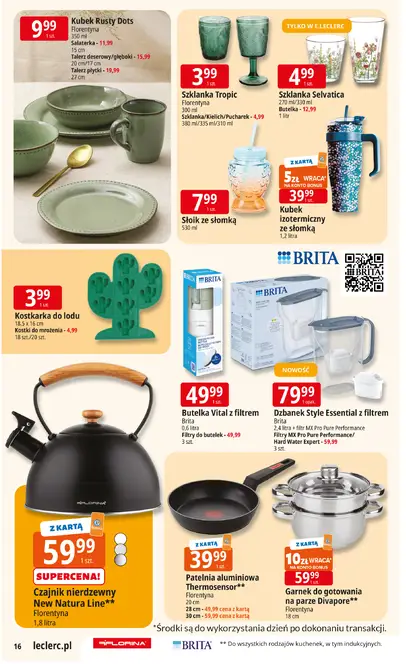 9,99
1 szt.
Kubek Rusty Dots
Florentyna
350 ml
Salaterka - 11,99
15 cm
Talerz deserowy/głęboki - 15,99
20 cm/17 cm
Talerz płytki - 19,99
27 cm
3,99
1 szt.
Szklanka Tropic
Florentyna
300 ml
Szklanka/Kielich/Pucharek - 4,99
380 ml/335 ml/310 ml
TYLKO W E.LECLERC
4,99
1 szt.
Szklanka Selvatica
270 ml/330 ml
Butelka - 12,99
1 litr
7,99
1 szt.
Słoik ze słomką
530 ml
Z KARTĄ
5ZŁ WRACA*
NA KONTO BONUS
39,99
1 szt.
Kubek
izotermiczny
ze słomką
1,2 litra
3,99
1 szt.
Kostkarka do lodu
18,5 x 16 cm
Kostki do mrożenia - 4,99
18 szt./20 szt.
BRITA
BRITA
BRITA
NOWOŚĆ
49,99
1 szt.
Butelka Vital z filtrem
Brita
0,6 litra
Filtry do butelek - 49,99
3 szt.
79,99
1 szt.
Dzbanek Style Essential z filtrem
Brita
2,4 litra + filtr MX Pro Pure Performance
Filtry MX Pro Pure Performance/
Hard Water Expert - 59,99
3 szt.
Z KARTĄ
59,99
1 szt.
SUPERCENA!
Czajnik nierdzewny
New Natura Line**
Florentyna
1,8 litra
Z KARTĄ
39,99
1 szt.
Patelnia aluminiowa
Thermosensor**
Florentyna
20 cm
28 cm - 49,99 cena z kartą
30 cm - 59,99 cena z kartą
Z KARTĄ
10ZŁ WRACA*
NA KONTO BONUS
59,99
1 szt.
Garnek do gotowania
na parze Divapore**
Florentyna
18 cm
*Środki są do wykorzystania dzień po dokonaniu transakcji.
16
leclerc.pl
FLORINA
BRITA
** Do wszystkich rodzajów kuchenek, w tym indukcyjnych.